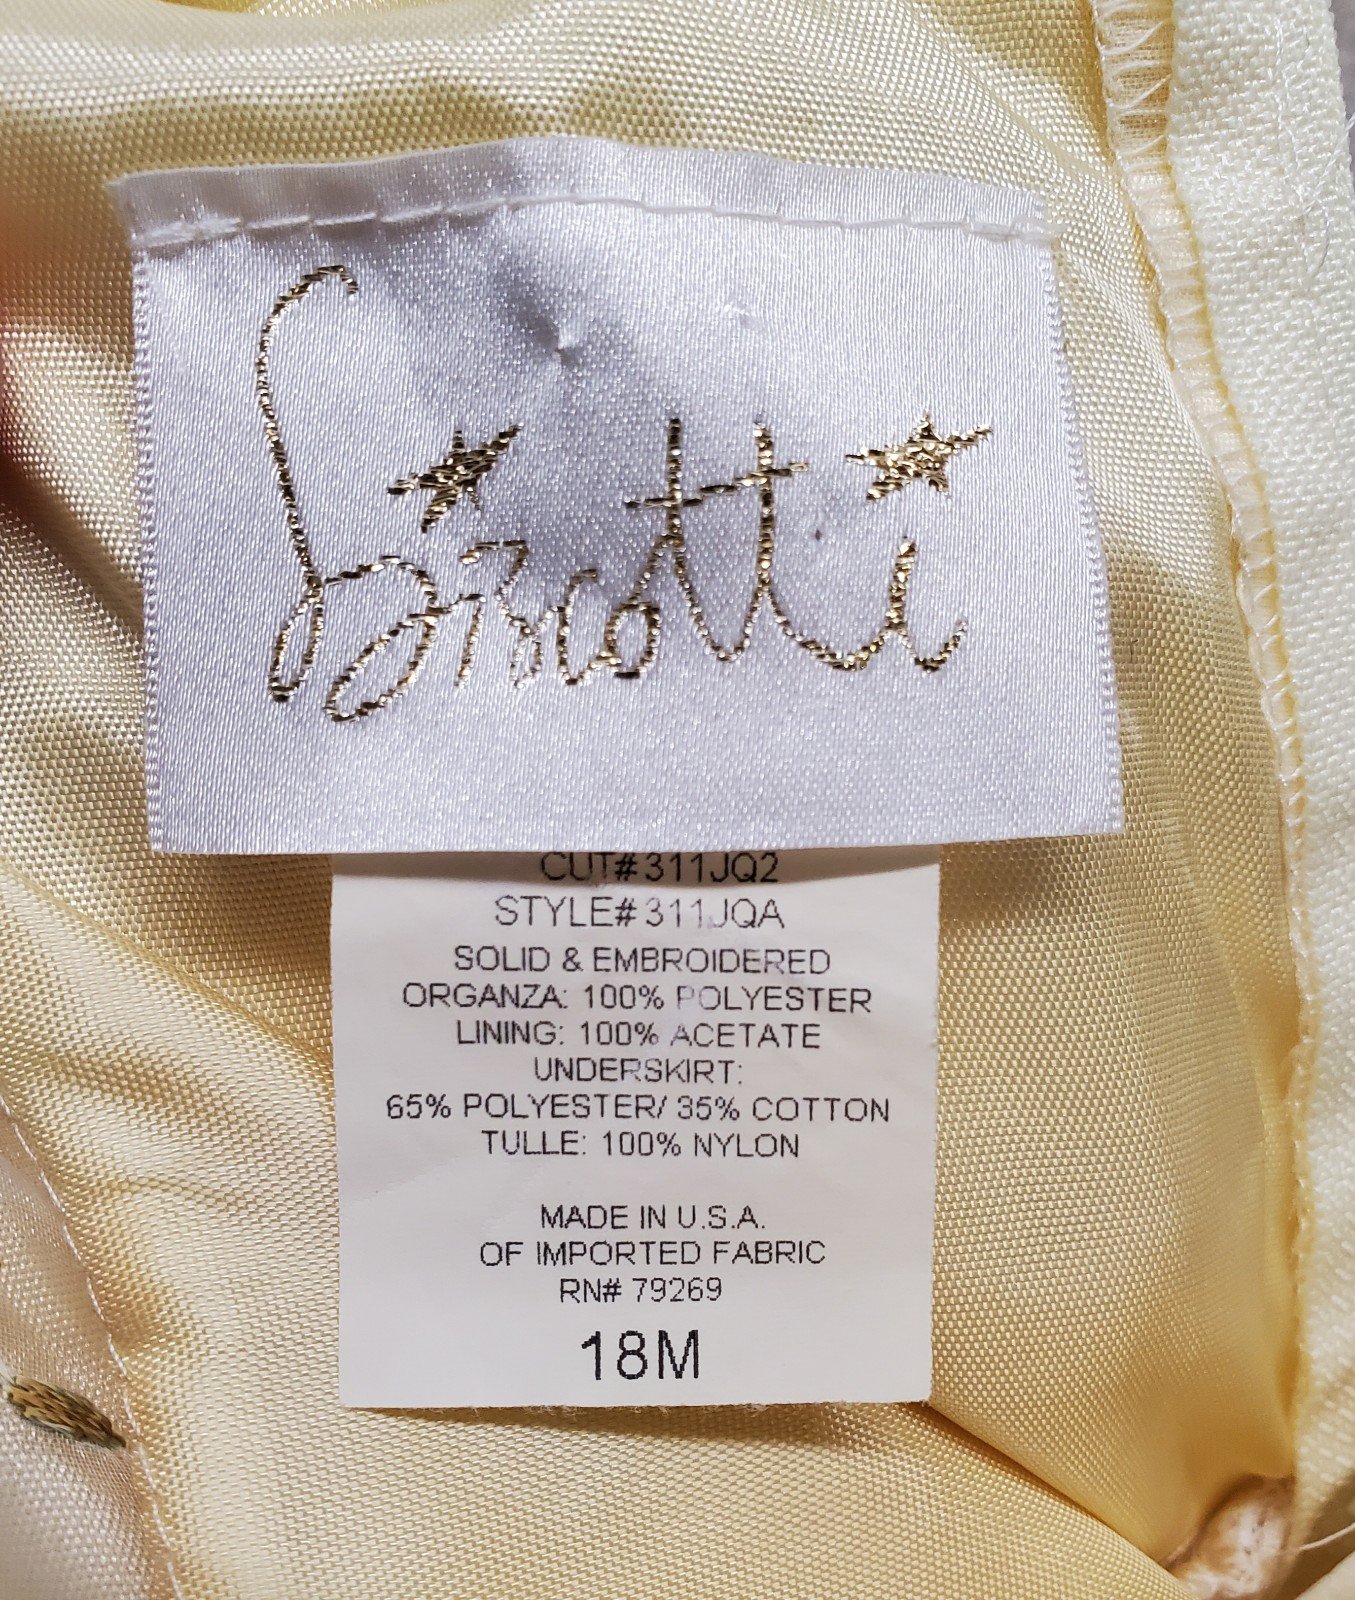 biscotti
CUT#311JQ2
STYLE#311JQA
SOLID & EMBROIDERED
ORGANZA: 100% POLYESTER
LINING: 100% ACETATE
UNDERSKIRT:
65% POLYESTER/ 35% COTTON
TULLE: 100% NYLON
MADE IN U.S.A.
OF IMPORTED FABRIC
RN# 79269
18M